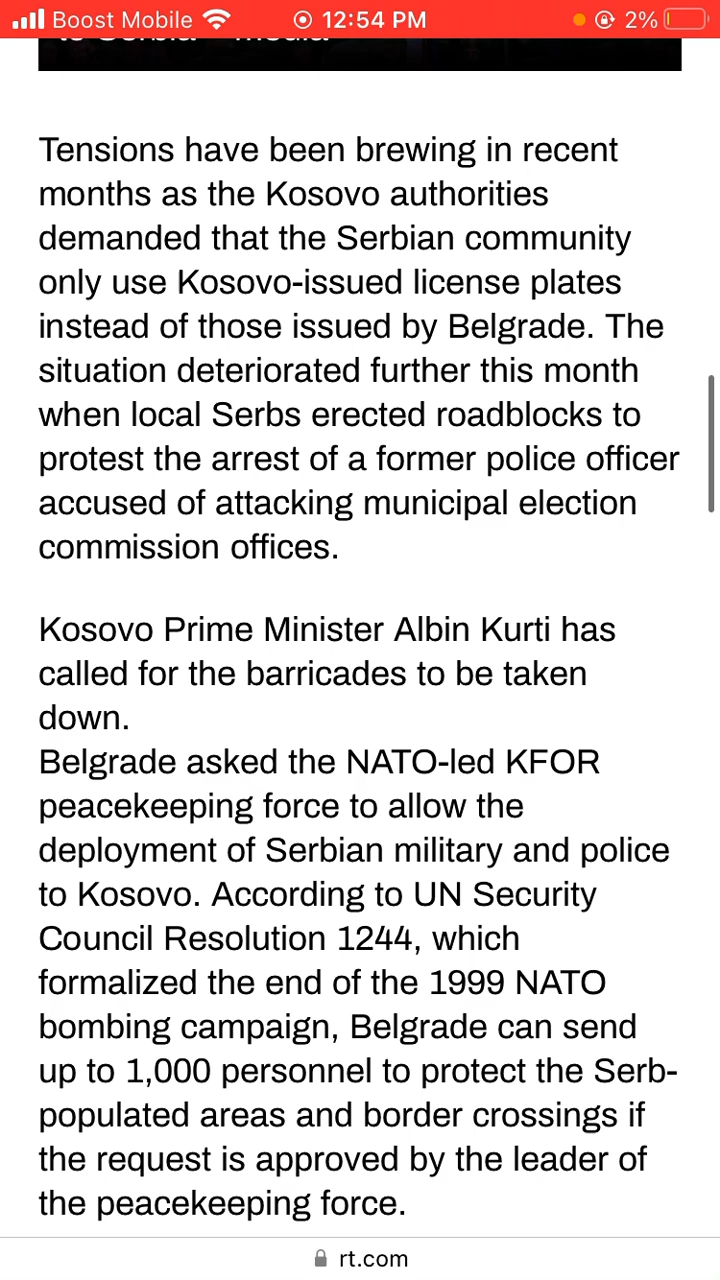 Boost Mobile 12:54 PM 2%
to Serbia – media
Tensions have been brewing in recent
months as the Kosovo authorities
demanded that the Serbian community
only use Kosovo-issued license plates
instead of those issued by Belgrade. The
situation deteriorated further this month
when local Serbs erected roadblocks to
protest the arrest of a former police officer
accused of attacking municipal election
commission offices.
Kosovo Prime Minister Albin Kurti has
called for the barricades to be taken
down.
Belgrade asked the NATO-led KFOR
peacekeeping force to allow the
deployment of Serbian military and police
to Kosovo. According to UN Security
Council Resolution 1244, which
formalized the end of the 1999 NATO
bombing campaign, Belgrade can send
up to 1,000 personnel to protect the Serb-
populated areas and border crossings if
the request is approved by the leader of
the peacekeeping force.
rt.com